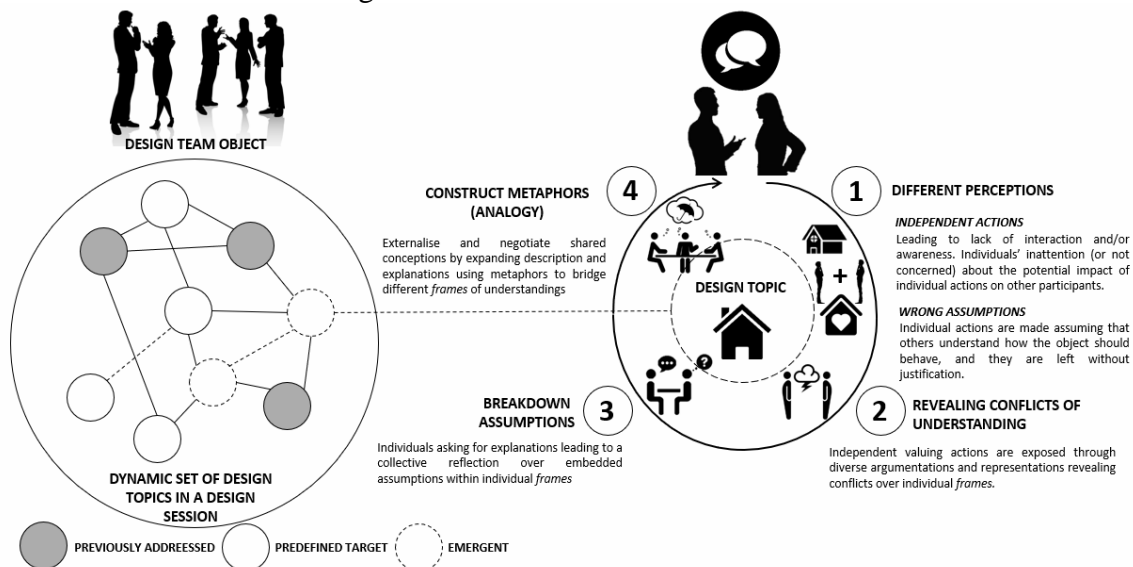 DESIGN TEAM OBJECT
DYNAMIC SET OF DESIGN
TOPICS IN A DESIGN
SESSION
PREVIOUSLY ADDREESSED
PREDEFINED TARGET
EMERGENT
DESIGN TOPIC
1
DIFFERENT PERCEPTIONS
INDEPENDENT ACTIONS
Leading to lack of interaction and/or
awareness. Individuals' inattention (or not
concerned) about the potential impact of
individual actions on other participants.
WRONG ASSUMPTIONS
Individual actions are made assuming that
others understand how the object should
behave, and they are left without
justification.
2
REVEALING CONFLICTS OF
UNDERSTANDING
Independent valuing actions are exposed through
diverse argumentations and representations revealing
conflicts over individual frames.
BREAKDOWN
ASSUMPTIONS
3
Individuals asking for explanations leading to a
collective reflection over embedded
assumptions within individual frames
?
CONSTRUCT METAPHORS
(ANALOGY)
4
Externalise and negotiate shared
conceptions by expanding description and
explanations using metaphors to bridge
different frames of understandings
+